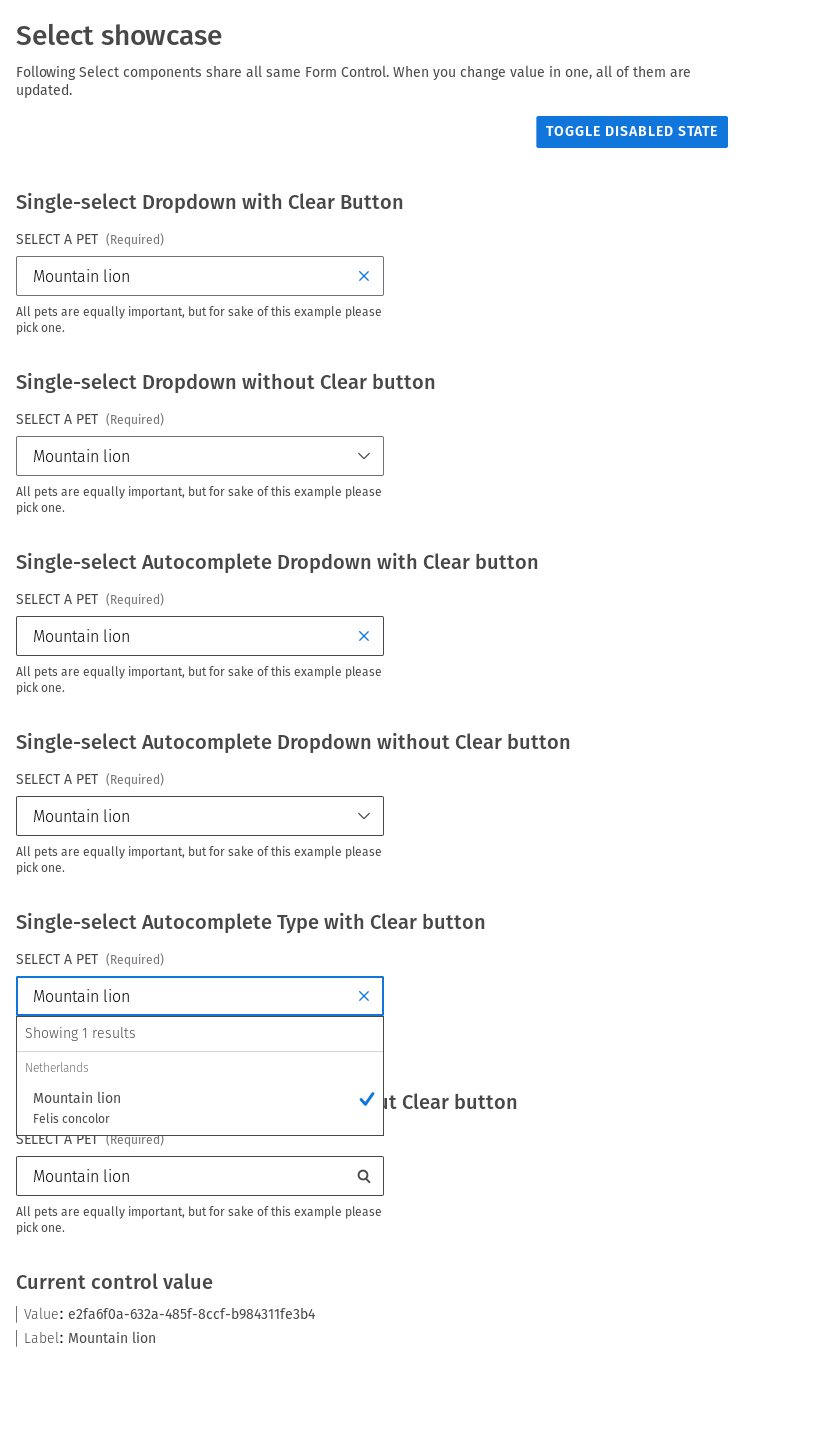 Select showcase
Following Select components share all same Form Control. When you change value in one, all of them are
updated.
TOGGLE DISABLED STATE
Single-select Dropdown with Clear Button
SELECT A PET (Required)
Mountain lion
All pets are equally important, but for sake of this example please
pick one.
Single-select Dropdown without Clear button
SELECT A PET (Required)
Mountain lion
All pets are equally important, but for sake of this example please
pick one.
Single-select Autocomplete Dropdown with Clear button
SELECT A PET (Required)
Mountain lion
All pets are equally important, but for sake of this example please
pick one.
Single-select Autocomplete Dropdown without Clear button
SELECT A PET (Required)
Mountain lion
All pets are equally important, but for sake of this example please
pick one.
Single-select Autocomplete Type with Clear button
SELECT A PET (Required)
Mountain lion
Showing 1 results
Netherlands
Mountain lion
Felis concolor
Clear button
SELECT A PET (Required)
Mountain lion
All pets are equally important, but for sake of this example please
pick one.
Current control value
Value: e2fa6f0a-632a-485f-8ccf-b984311fe3b4
Label: Mountain lion